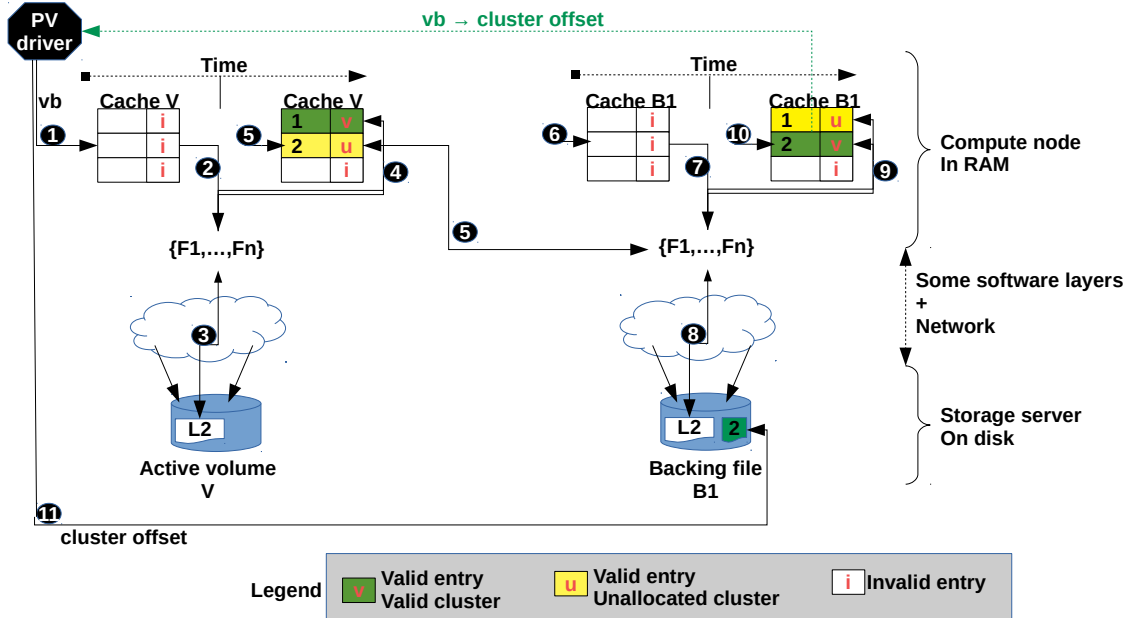 PV
driver
vb → cluster offset
Time
Time
vb
Cache V
Cache V
Cache B1
Cache B1
1
i
i
i
5
1 v
2 u
i
6
i
i
i
10
1 u
2 v
i
2
4
7
9
Compute node
In RAM
5
{F1,...,Fn}
{F1,...,Fn}
Some software layers
+
Network
3
8
L2
L2
2
Storage server
On disk
Active volume
V
Backing file
B1
11
cluster offset
Legend
v
Valid entry
Valid cluster
u
Valid entry
Unallocated cluster
i
Invalid entry